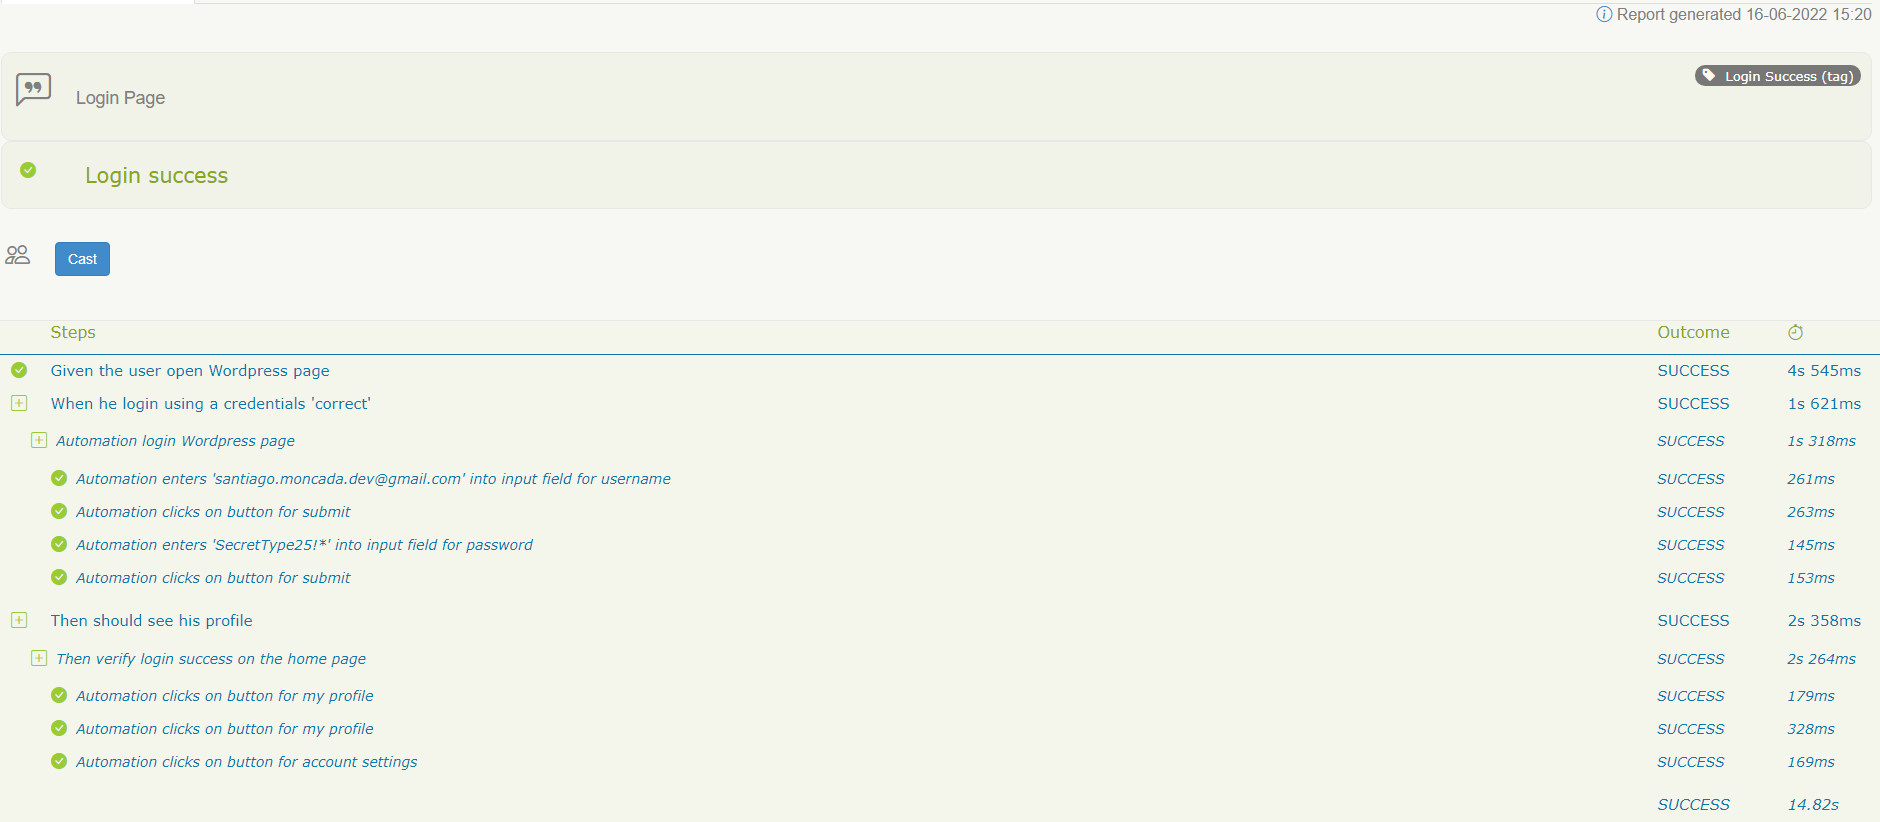 Report generated 16-06-2022 15:20
Login Page
Login Success (tag)
Login success
Cast
Steps Outcome
Given the user open Wordpress page SUCCESS 4s 545ms
When he login using a credentials 'correct' SUCCESS 1s 621ms
Automation login Wordpress page SUCCESS 1s 318ms
Automation enters 'santiago.moncada.dev@gmail.com' into input field for username SUCCESS 261ms
Automation clicks on button for submit SUCCESS 263ms
Automation enters 'SecretType25!*' into input field for password SUCCESS 145ms
Automation clicks on button for submit SUCCESS 153ms
Then should see his profile SUCCESS 2s 358ms
Then verify login success on the home page SUCCESS 2s 264ms
Automation clicks on button for my profile SUCCESS 179ms
Automation clicks on button for my profile SUCCESS 328ms
Automation clicks on button for account settings SUCCESS 169ms
SUCCESS 14.82s